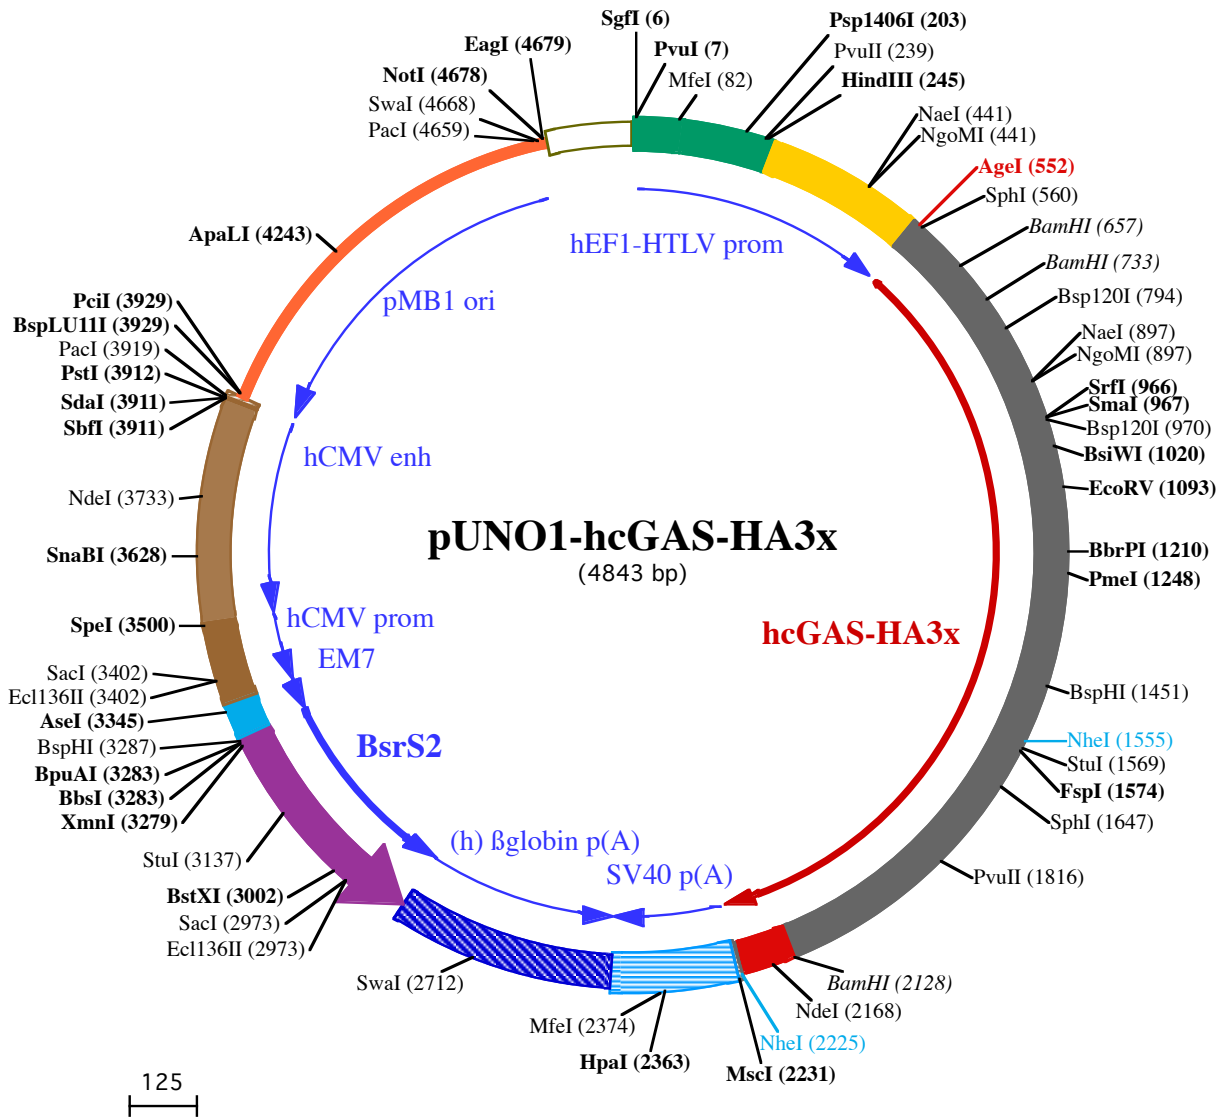 SgfI (6)
Psp1406I (203)
EagI (4679)
PvuI (7)
PvuII (239)
NotI (4678)
MfeI (82)
HindIII (245)
SwaI (4668)
PacI (4659)
NaeI (441)
NgoMI (441)
AgeI (552)
SphI (560)
BamHI (657)
ApaLI (4243)
hEF1-HTLV prom
BamHI (733)
pMB1 ori
Bsp120I (794)
PciI (3929)
BspLU11I (3929)
NaeI (897)
PacI (3919)
NgoMI (897)
PstI (3912)
SrfI (966)
SdaI (3911)
SmaI (967)
SbfI (3911)
Bsp120I (970)
hCMV enh
BsiWI (1020)
NdeI (3733)
EcoRV (1093)
pUNO1-hcGAS-HA3x
SnaBI (3628)
BbrPI (1210)
(4843 bp)
PmeI (1248)
hCMV prom
SpeI (3500)
hcGAS-HA3x
EM7
SacI (3402)
Ecl136II (3402)
BspHI (1451)
AseI (3345)
BsrS2
NheI (1555)
BspHI (3287)
StuI (1569)
BpuAI (3283)
FspI (1574)
BbsI (3283)
XmnI (3279)
SphI (1647)
(h) ßglobin p(A)
StuI (3137)
SV40 p(A)
PvuII (1816)
BstXI (3002)
SacI (2973)
Ecl136II (2973)
SwaI (2712)
BamHI (2128)
NdeI (2168)
MfeI (2374)
NheI (2225)
HpaI (2363)
MscI (2231)
125